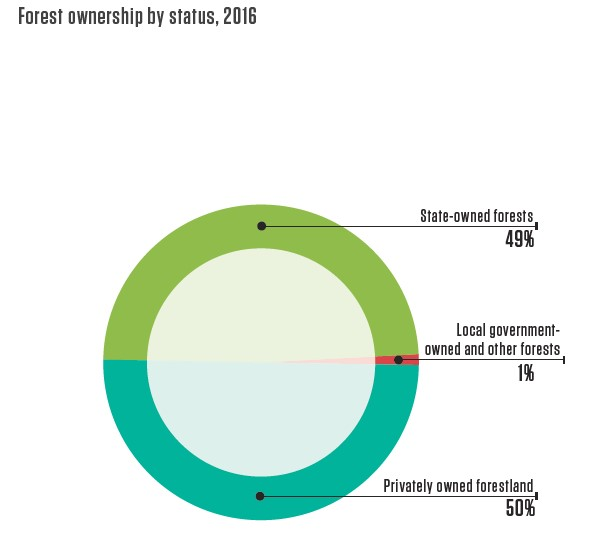 Forest ownership by status, 2016
State-owned forests
49%
Local government-
owned and other forests
1%
Privately owned forestland
50%